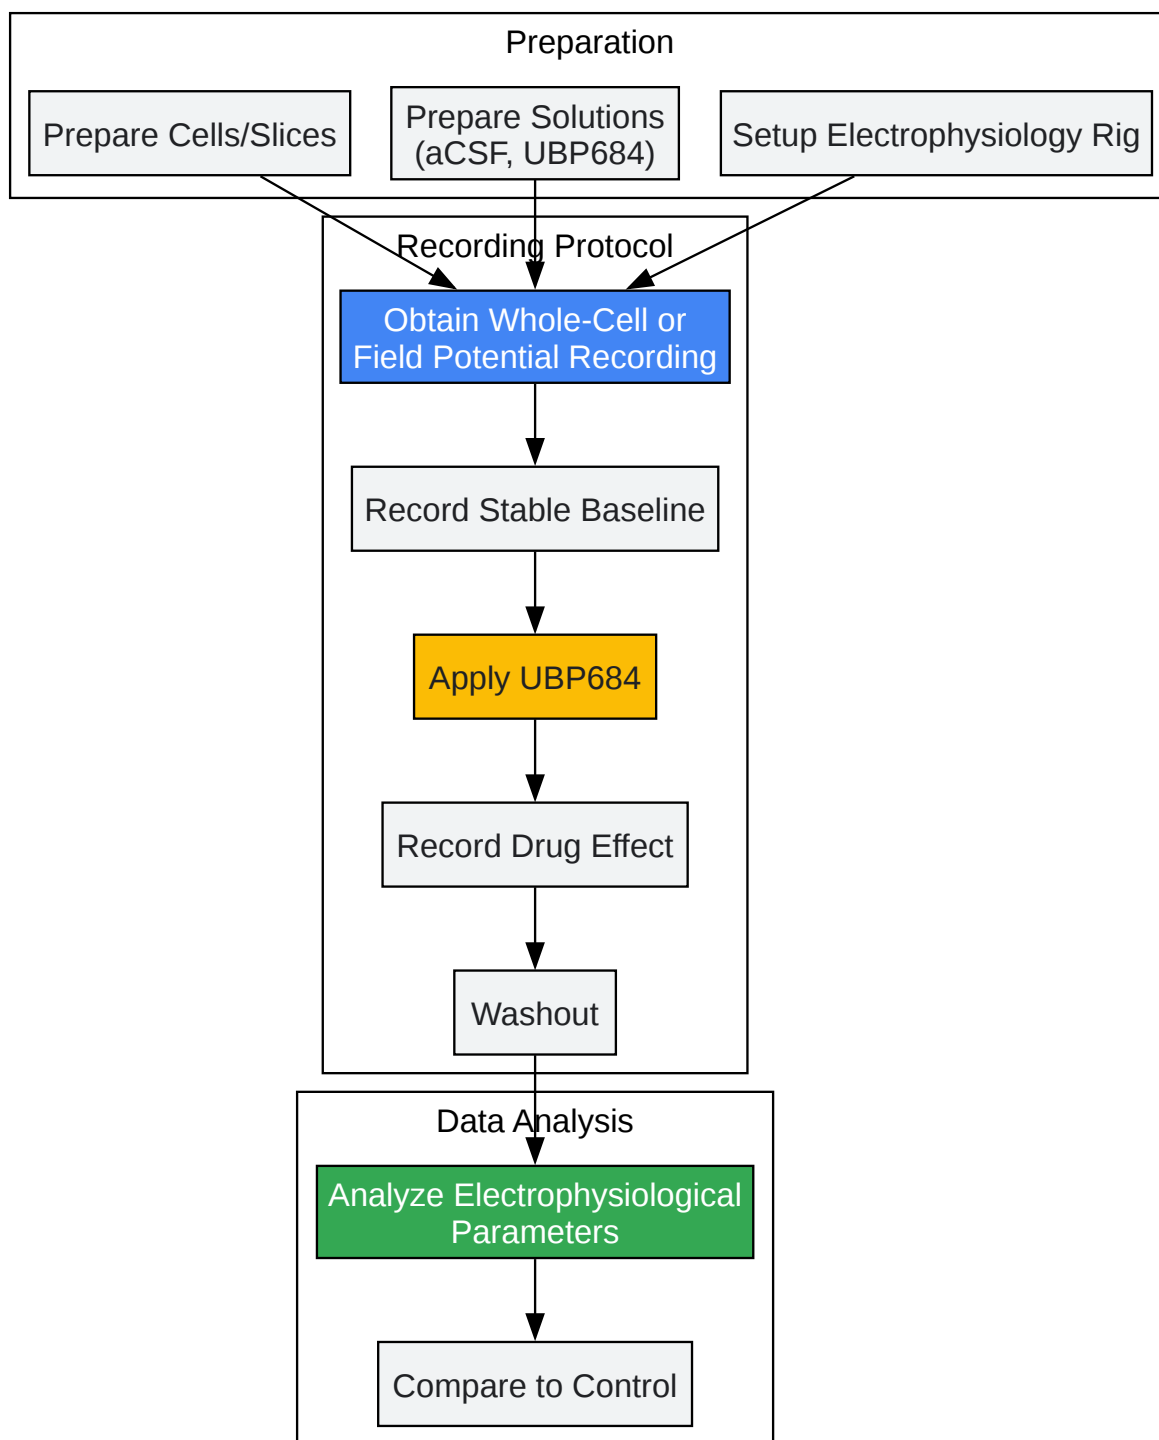 Preparation
Prepare Cells/Slices
Prepare Solutions
(aCSF, UBP684)
Setup Electrophysiology Rig
Recording Protocol
Obtain Whole-Cell or
Field Potential Recording
Record Stable Baseline
Apply UBP684
Record Drug Effect
Washout
Data Analysis
Analyze Electrophysiological
Parameters
Compare to Control